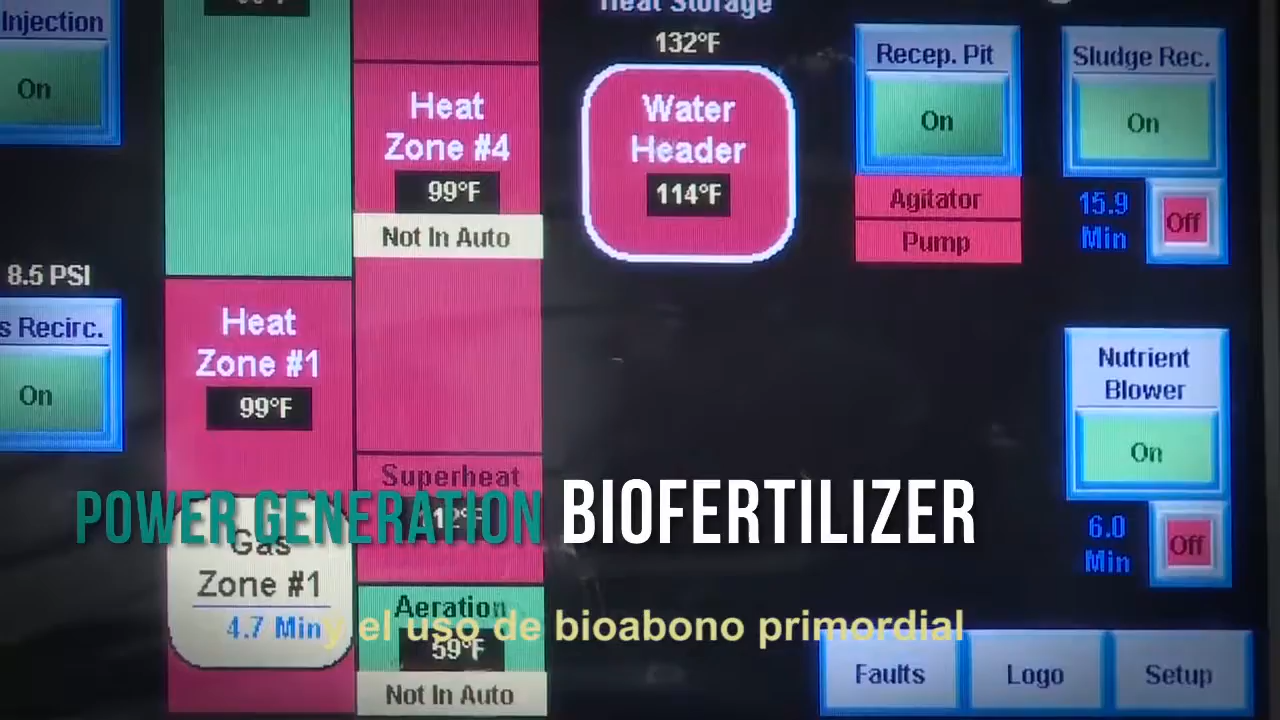 Injection
On
8.5 PSI
s Recirc.
On
Heat
Zone #1
99°F
Gas
Zone #1
4.7 Min
Heat
Zone #4
99°F
Not In Auto
Superheat
Aeration
59°F
Not In Auto
Heat Storage
132°F
Water
Header
114°F
Recep. Pit
On
Agitator
Pump
Sludge Rec.
On
15.9
Min
Off
Nutrient
Blower
On
6.0
Min
Off
POWER GENERATION BIOFERTILIZER
y el uso de bioabono primordial
Faults
Logo
Setup